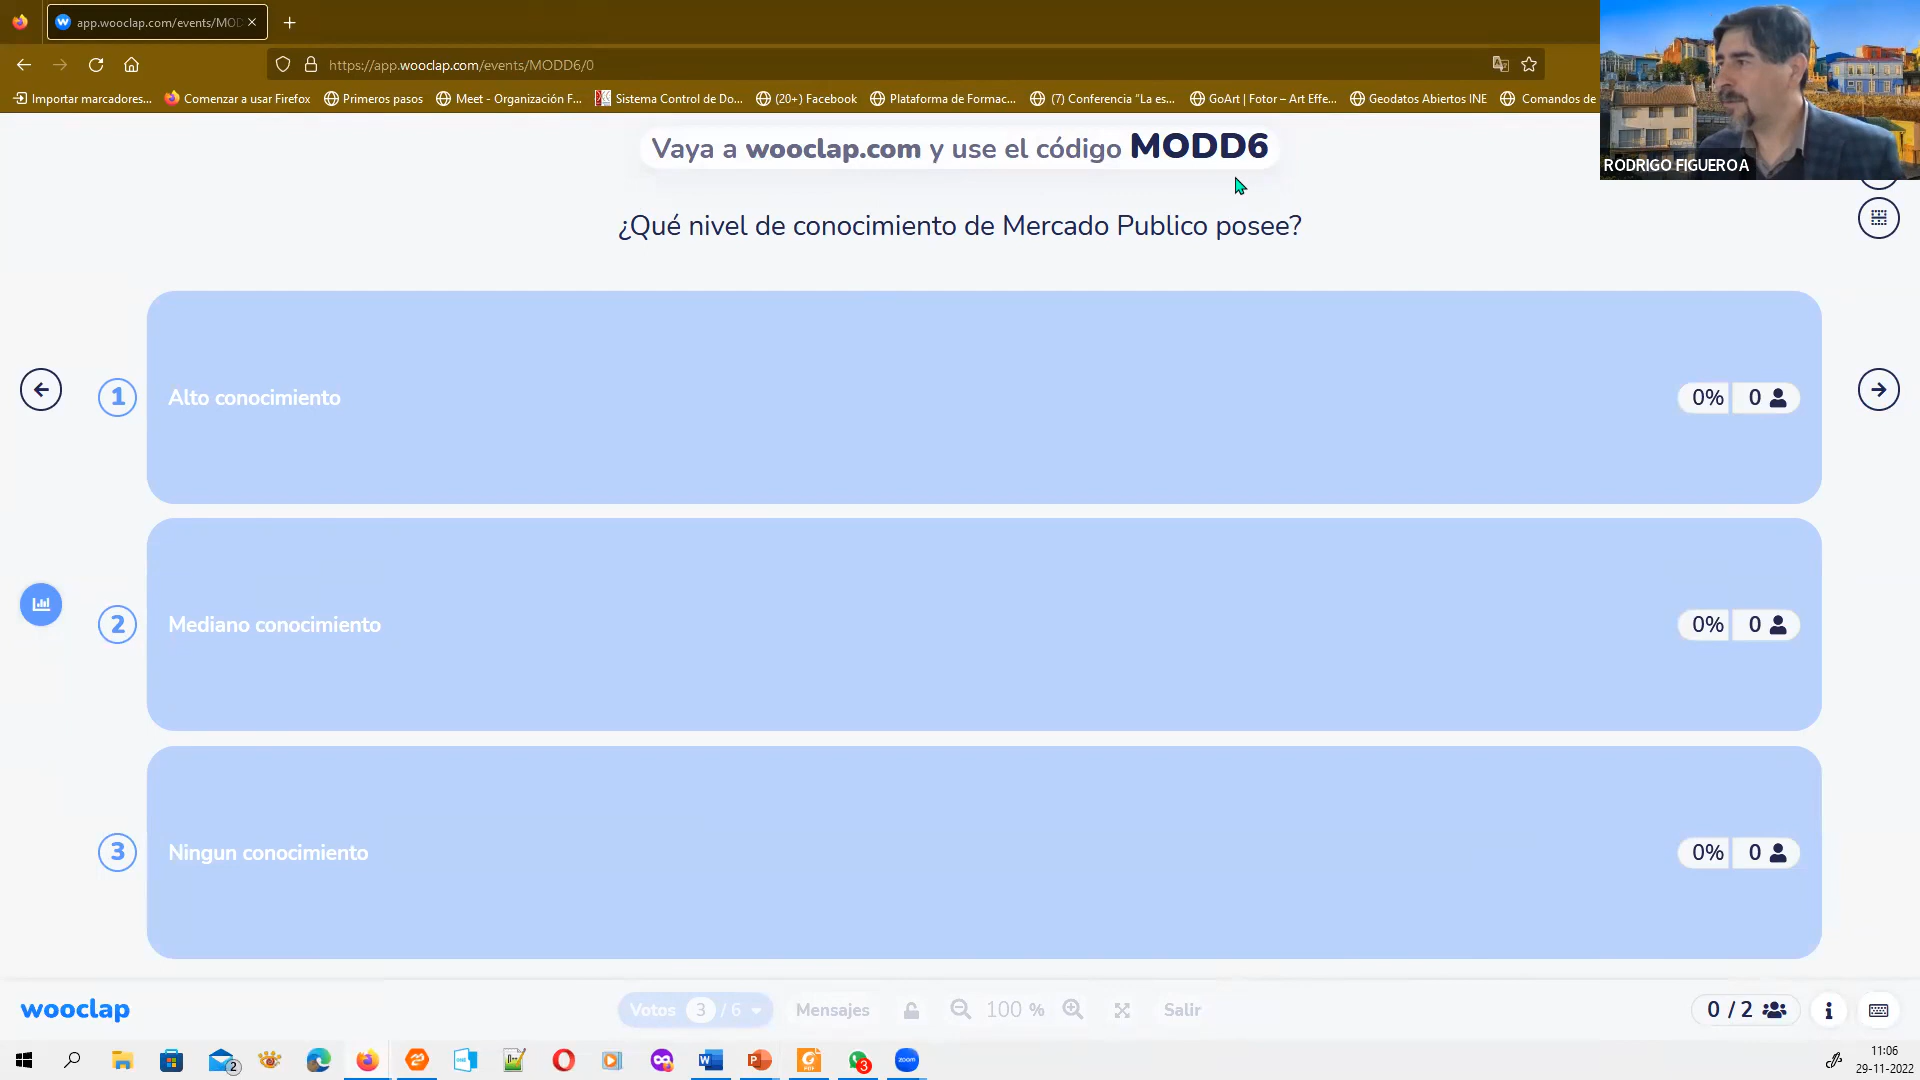 app.wooclap.com/events/MOD
https://app.wooclap.com/events/MODD6/0
Importar marcadores...
Comenzar a usar Firefox
Primeros pasos
Meet - Organización F...
Sistema Control de Do...
(20+) Facebook
Plataforma de Formac...
(7) Conferencia "La es...
GoArt | Fotor – Art Effe...
Geodatos Abiertos INE
Comandos de
RODRIGO FIGUEROA
Vaya a wooclap.com y use el código MODD6
¿Qué nivel de conocimiento de Mercado Publico posee?
1 Alto conocimiento 0% 0
2 Mediano conocimiento 0% 0
3 Ningun conocimiento 0% 0
wooclap
Votos 3 / 6
Mensajes
100 %
Salir
0 / 2
2
3
zoom
11:06
29-11-2022